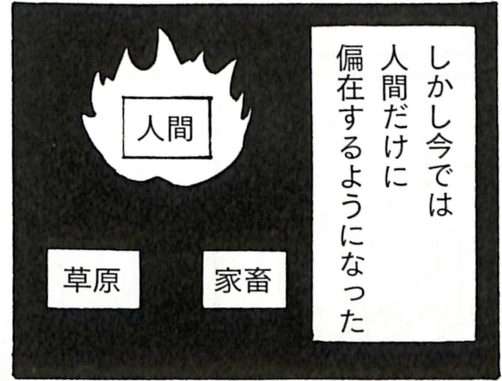 しかし今では
人間だけに
偏在するようになった
人間
家畜
草原